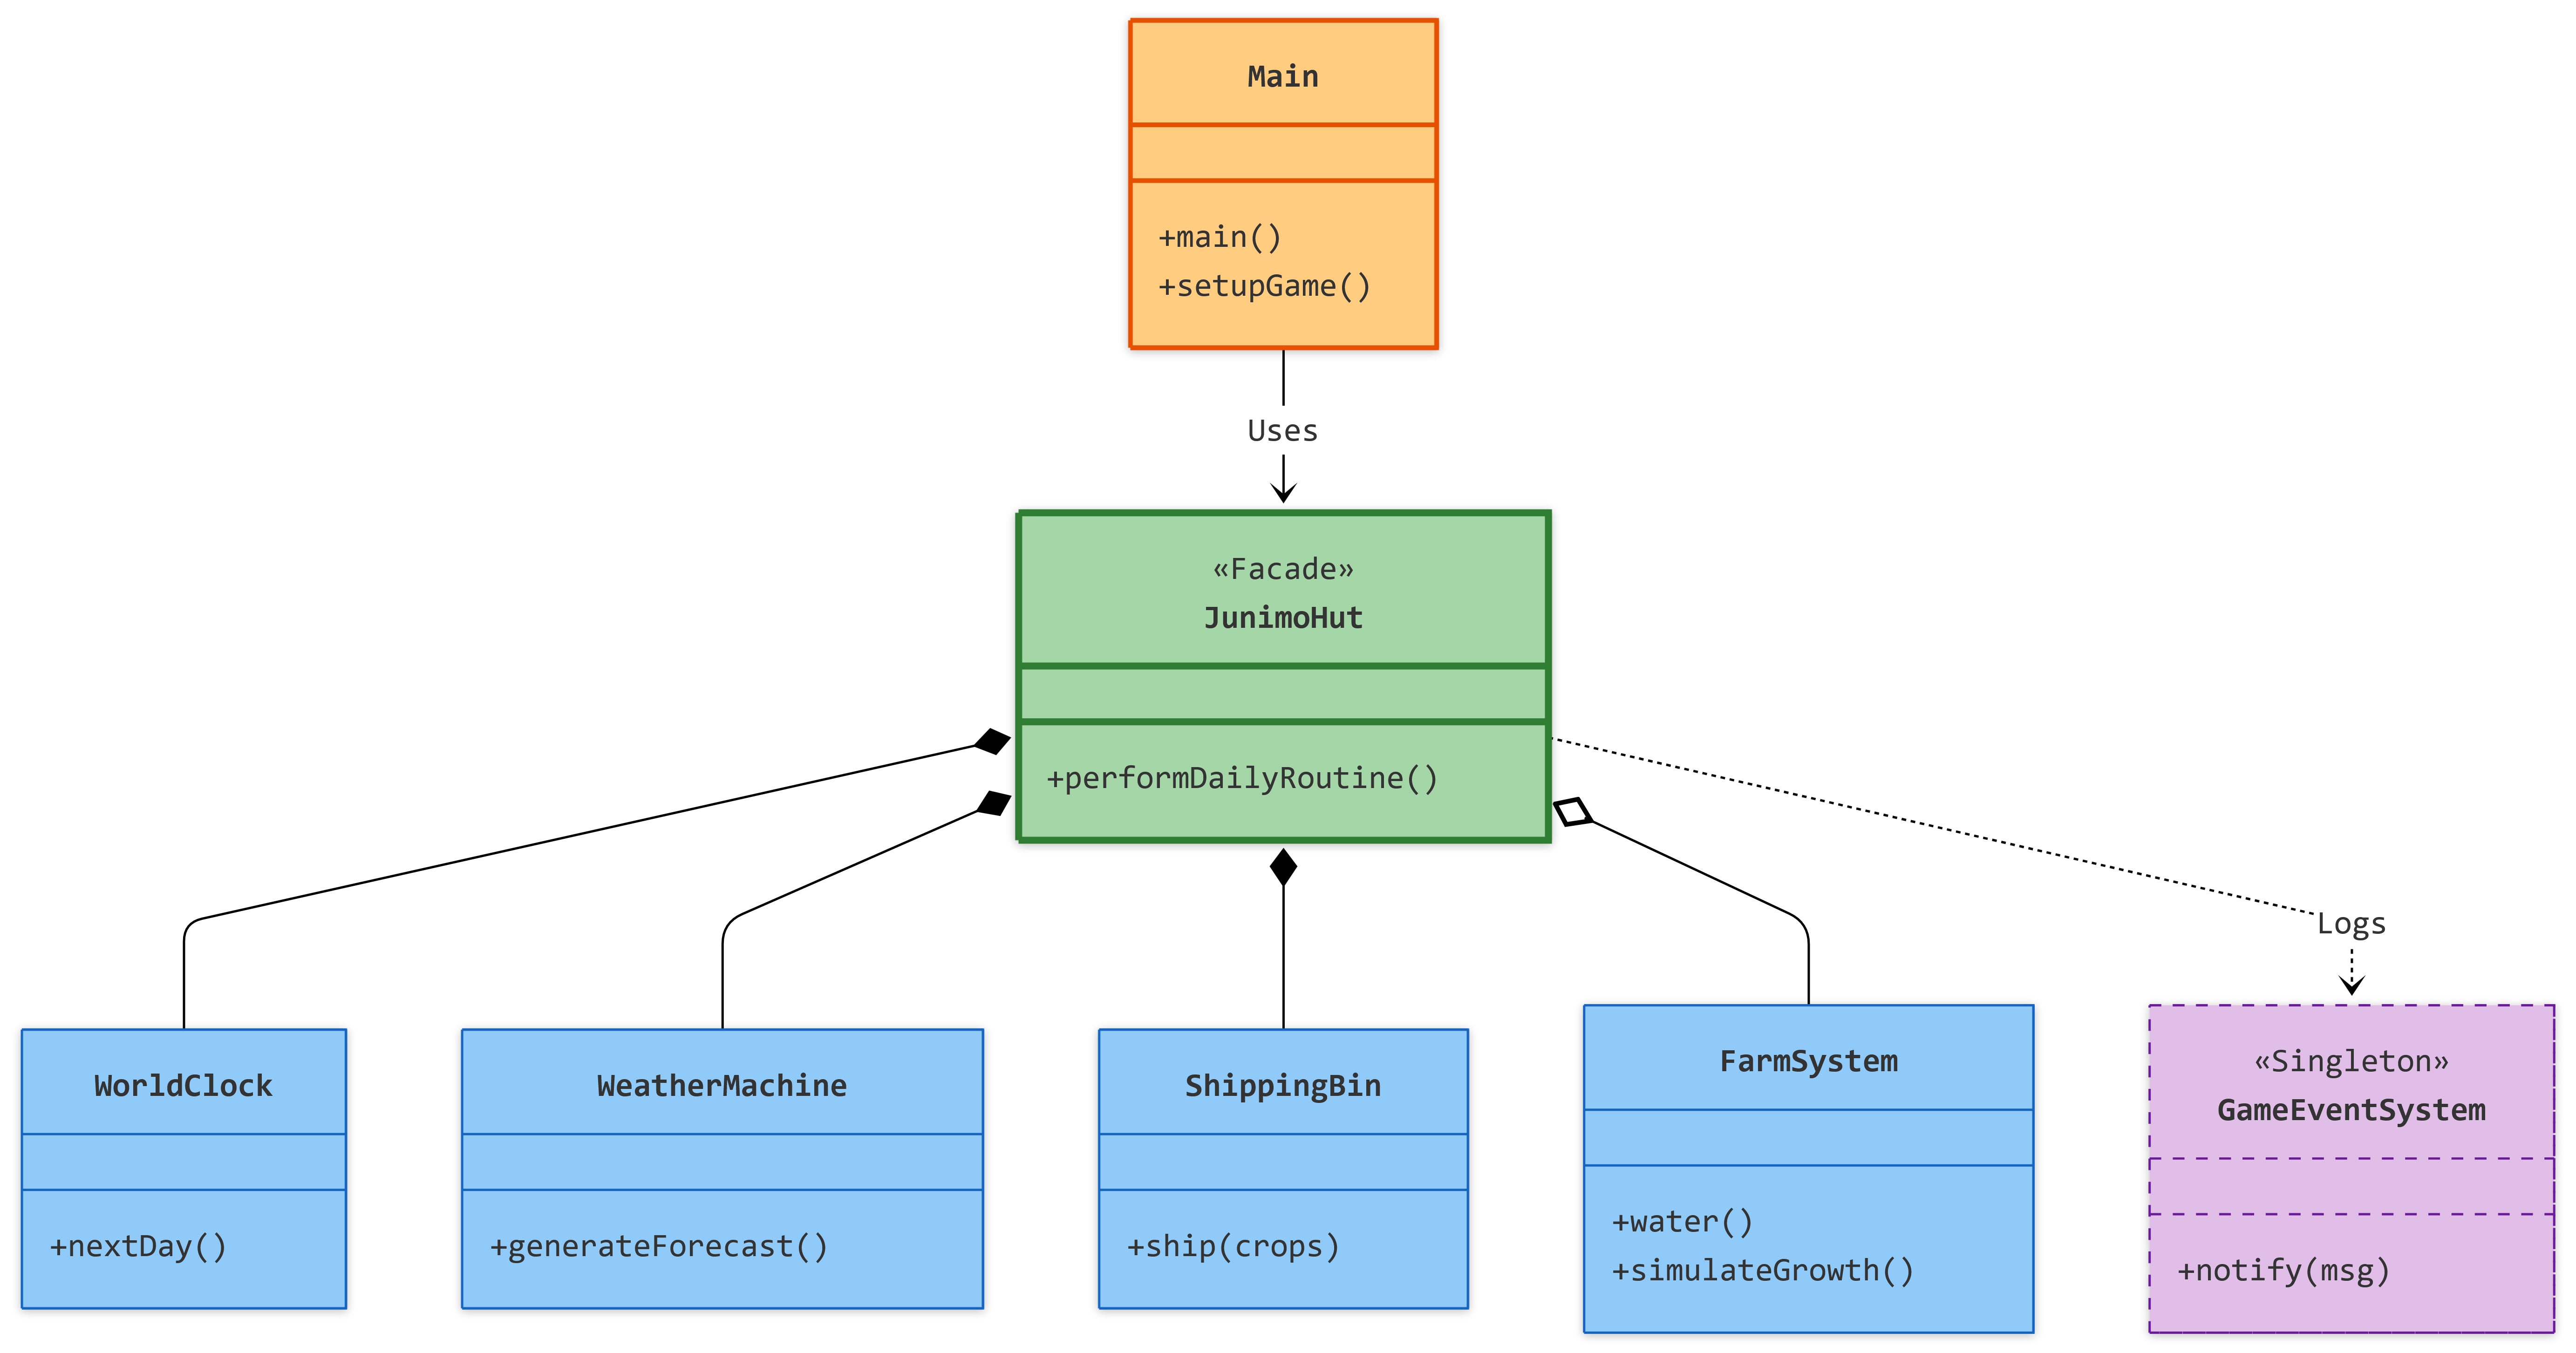 Main
+main()
+setupGame()
Uses
«Facade»
JunimoHut
+performDailyRoutine()
Logs
WorldClock
+nextDay()
WeatherMachine
+generateForecast()
ShippingBin
+ship(crops)
FarmSystem
+water()
+simulateGrowth()
«Singleton»
GameEventSystem
+notify(msg)